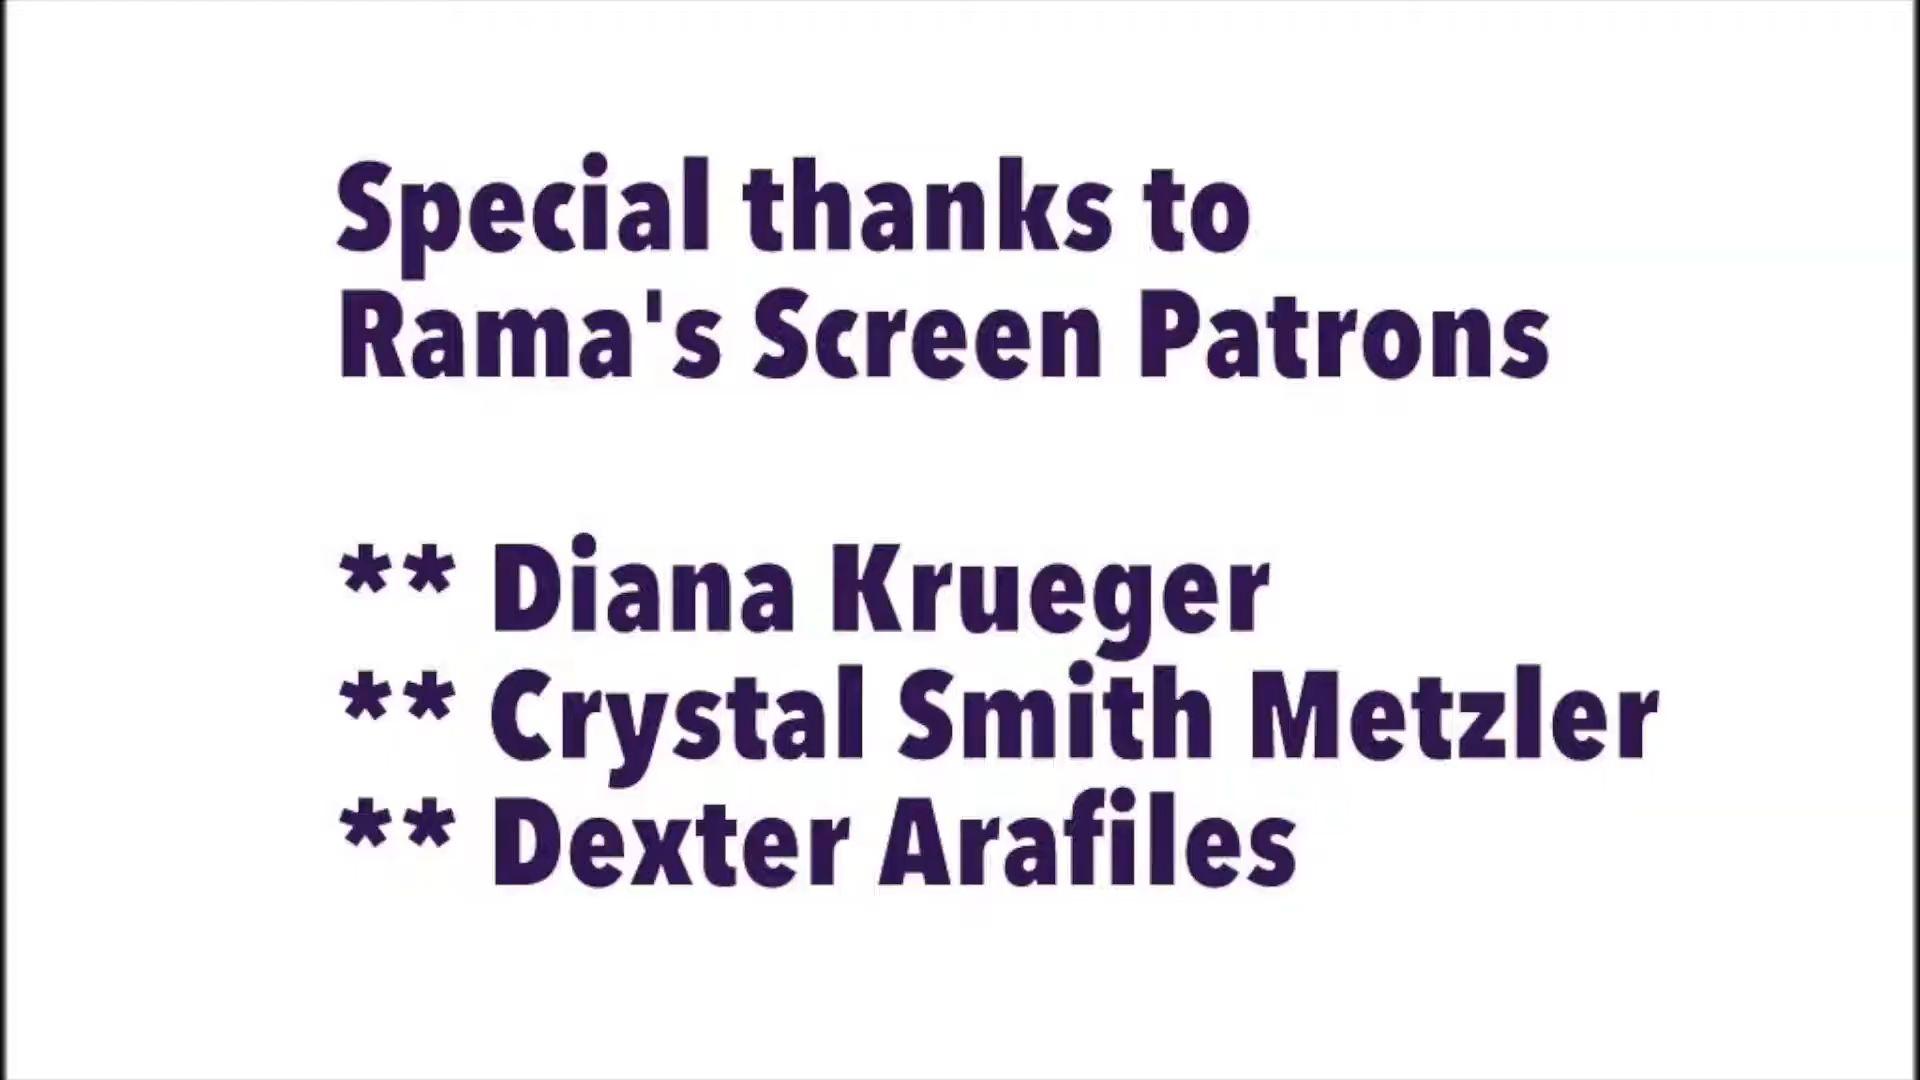 Special thanks to
Rama's Screen Patrons
** Diana Krueger
** Crystal Smith Metzler
** Dexter Arafiles